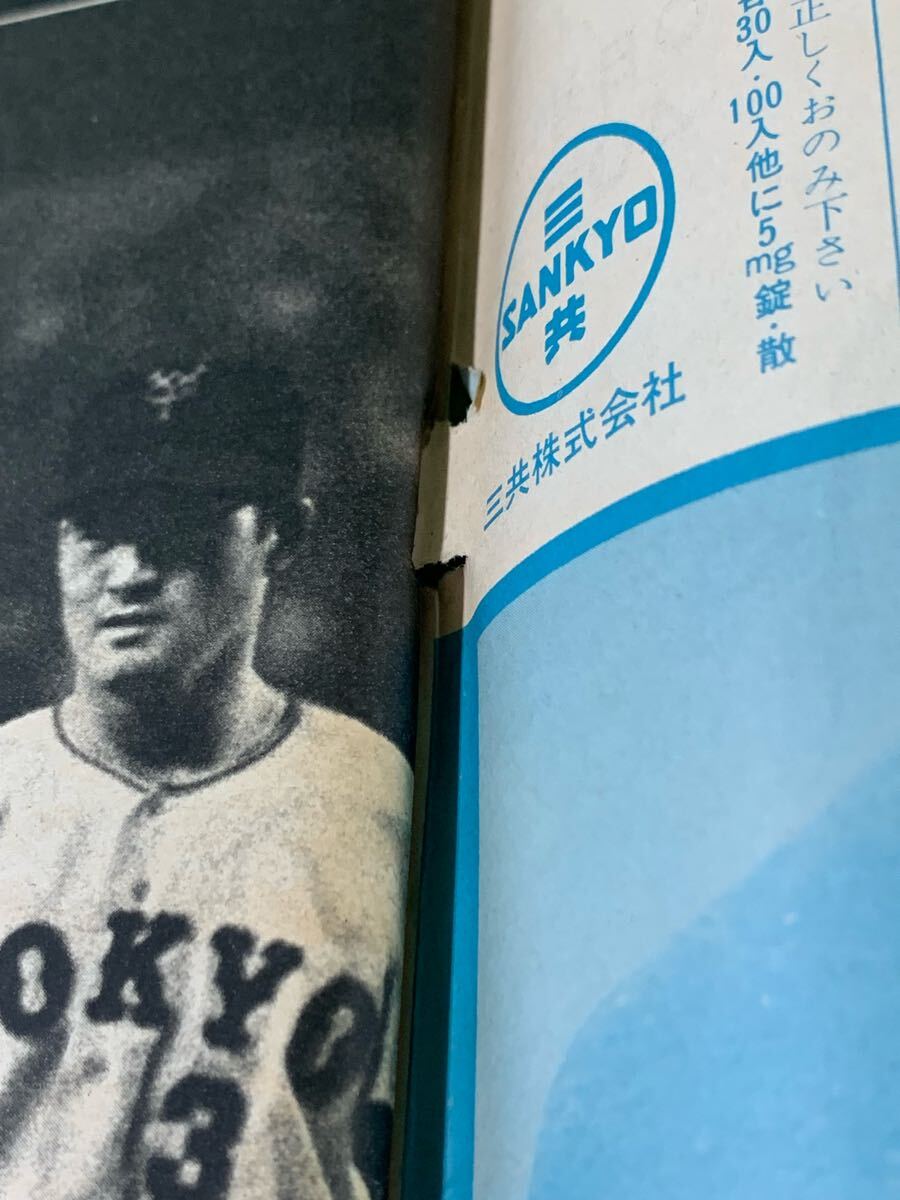 正しくおのみ下さい
30入・100入他に5mg錠・散
三
SANKYO
共
三共株式会社
TOKYO
3